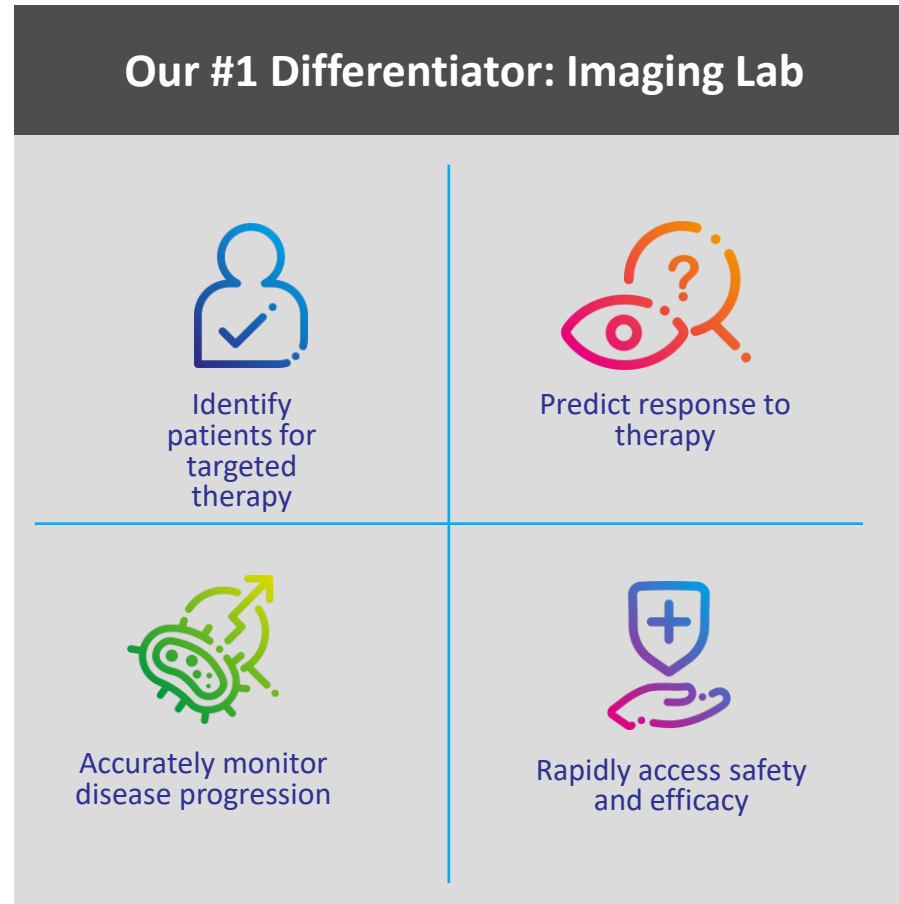 Our #1 Differentiator: Imaging Lab
Identify
patients for
targeted
therapy
Predict response to
therapy
Accurately monitor
disease progression
Rapidly access safety
and efficacy